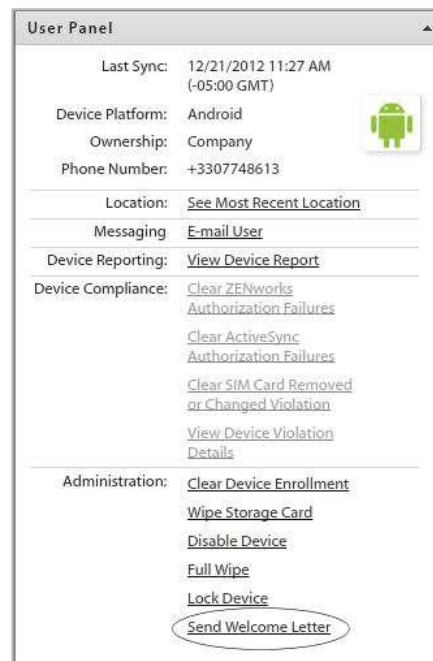 User Panel
Last Sync: 12/21/2012 11:27 AM
(-05:00 GMT)
Device Platform: Android
Ownership: Company
Phone Number: +3307748613
Location: See Most Recent Location
Messaging E-mail User
Device Reporting: View Device Report
Device Compliance: Clear ZENworks
Authorization Failures
Clear ActiveSync
Authorization Failures
Clear SIM Card Removed
or Changed Violation
View Device Violation
Details
Administration: Clear Device Enrollment
Wipe Storage Card
Disable Device
Full Wipe
Lock Device
Send Welcome Letter